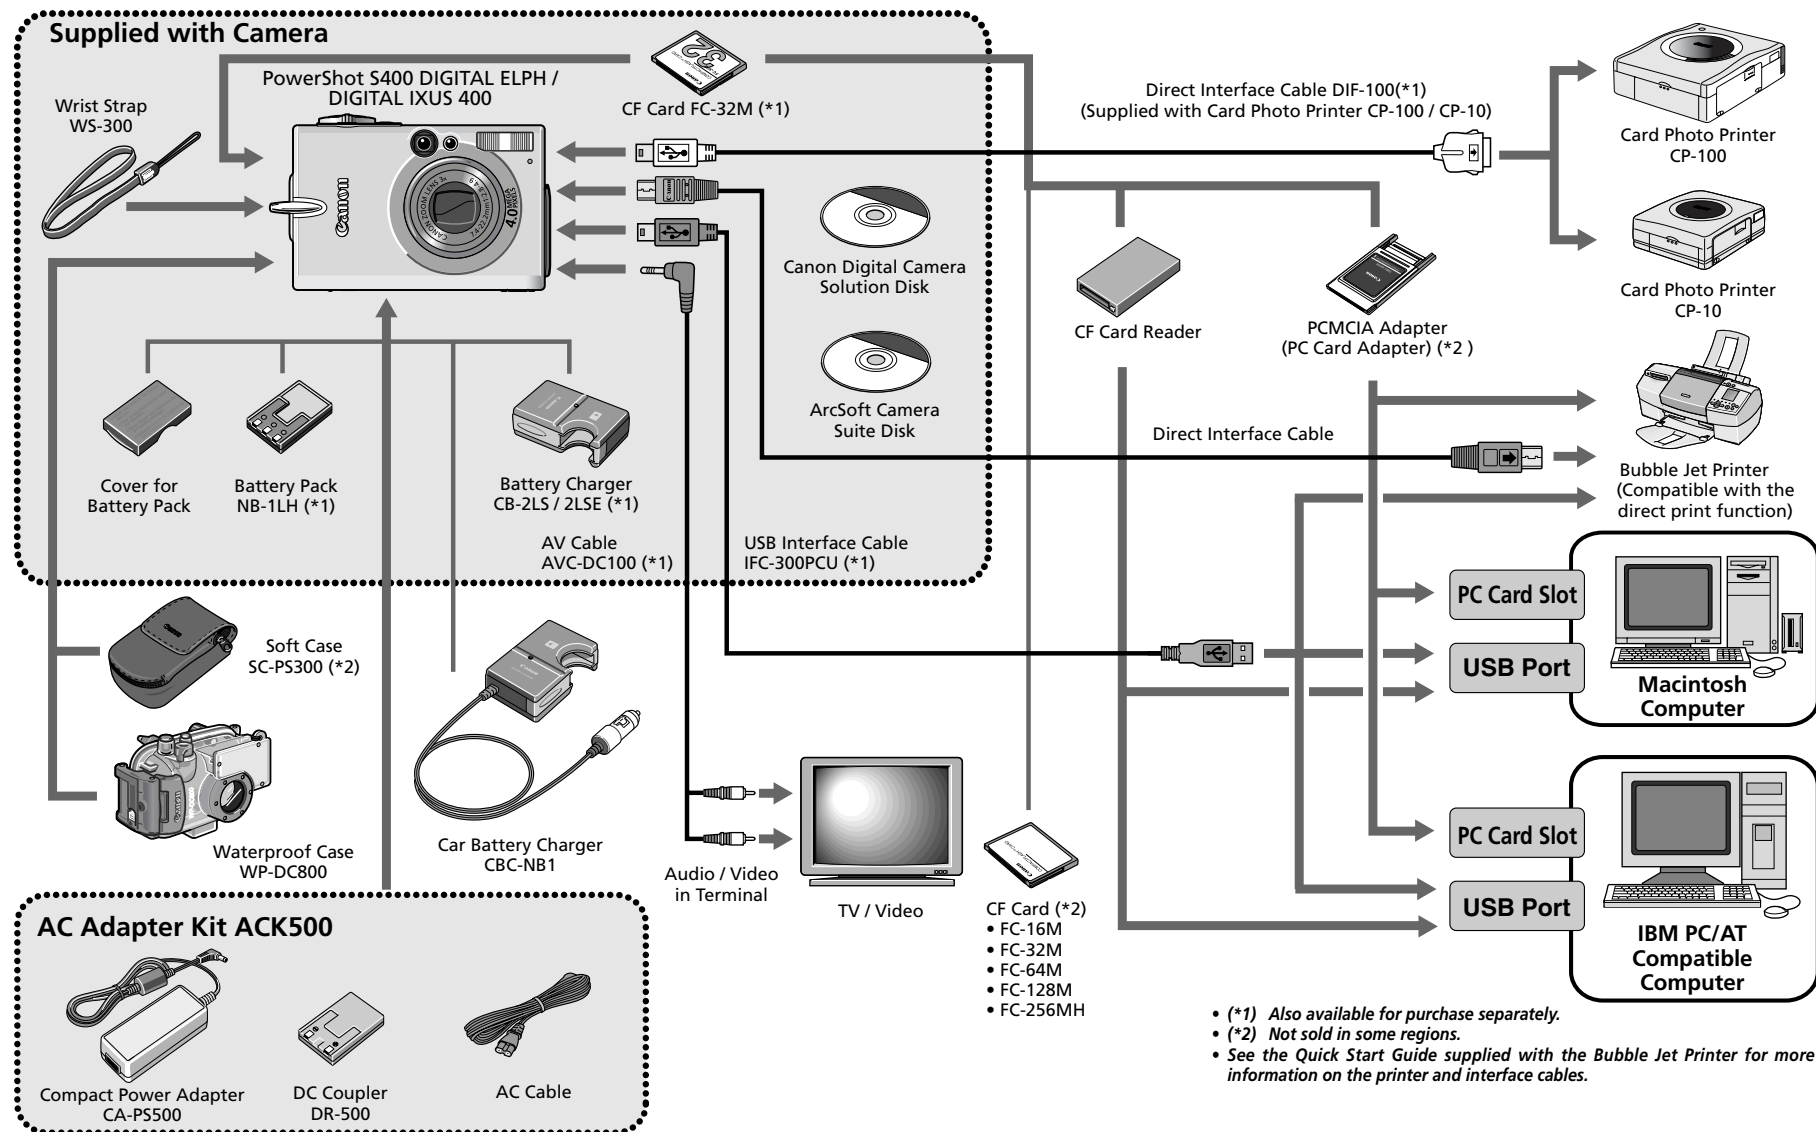 Supplied with Camera
PowerShot S400 DIGITAL ELPH /
DIGITAL IXUS 400
Wrist Strap
WS-300
CF Card FC-32M (*1)
Direct Interface Cable DIF-100(*1)
(Supplied with Card Photo Printer CP-100 / CP-10)
Card Photo Printer
CP-100
Card Photo Printer
CP-10
Canon
CANON ZOOM LENS 3x
4.0 MEGA
PIXELS
Canon Digital Camera
Solution Disk
CF Card Reader
PCMCIA Adapter
(PC Card Adapter) (*2 )
ArcSoft Camera
Suite Disk
Direct Interface Cable
Bubble Jet Printer
(Compatible with the
direct print function)
Cover for
Battery Pack
Battery Pack
NB-1LH (*1)
Battery Charger
CB-2LS / 2LSE (*1)
AV Cable
AVC-DC100 (*1)
USB Interface Cable
IFC-300PCU (*1)
PC Card Slot
USB Port
Macintosh
Computer
Soft Case
SC-PS300 (*2)
Waterproof Case
WP-DC800
Car Battery Charger
CBC-NB1
Audio / Video
in Terminal
TV / Video
CF Card (*2)
• FC-16M
• FC-32M
• FC-64M
• FC-128M
• FC-256MH
PC Card Slot
USB Port
IBM PC/AT
Compatible
Computer
AC Adapter Kit ACK500
Compact Power Adapter
CA-PS500
DC Coupler
DR-500
AC Cable
• (*1) Also available for purchase separately.
• (*2) Not sold in some regions.
• See the Quick Start Guide supplied with the Bubble Jet Printer for more
information on the printer and interface cables.